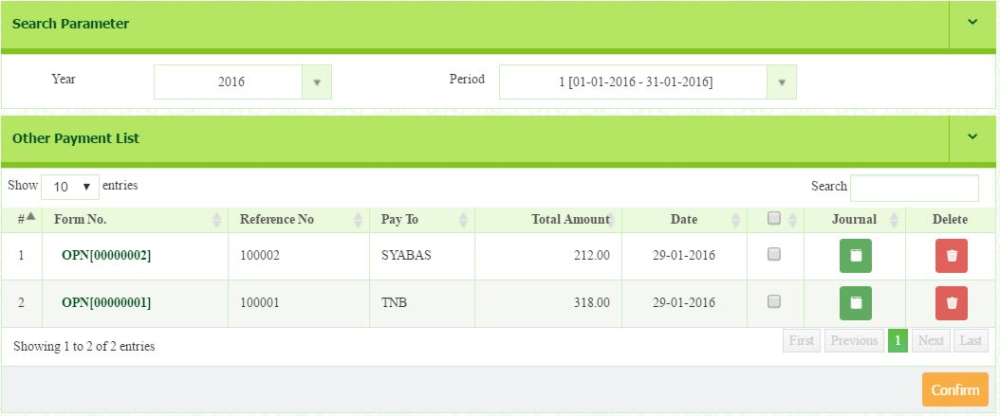 Search Parameter
Year 2016 Period 1 [01-01-2016 - 31-01-2016]
Other Payment List
Show 10 entries Search
# Form No. Reference No Pay To Total Amount Date Journal Delete
1 OPN[00000002] 100002 SYABAS 212.00 29-01-2016
2 OPN[00000001] 100001 TNB 318.00 29-01-2016
Showing 1 to 2 of 2 entries First Previous 1 Next Last
Confirm